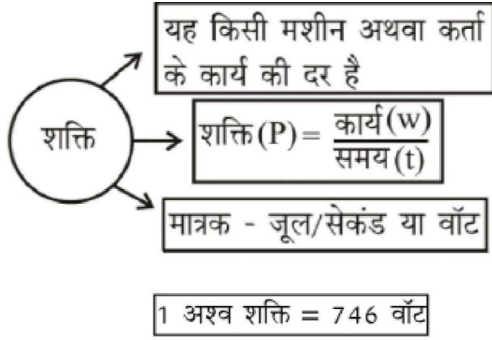 यह किसी मशीन अथवा कर्ता
के कार्य की दर है
शक्ति
शक्ति (P) = कार्य (w)
समय (t)
मात्रक - जूल/सेकंड या वॉट
1 अश्व शक्ति = 746 वॉट